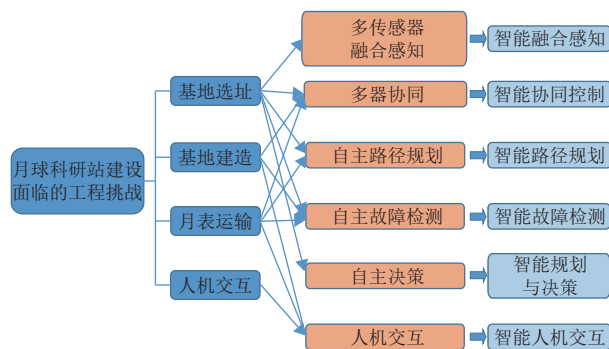 月球科研站建设
面临的工程挑战
基地选址
基地建造
月表运输
人机交互
多传感器
融合感知
多器协同
自主路径规划
自主故障检测
自主决策
人机交互
智能融合感知
智能协同控制
智能路径规划
智能故障检测
智能规划
与决策
智能人机交互